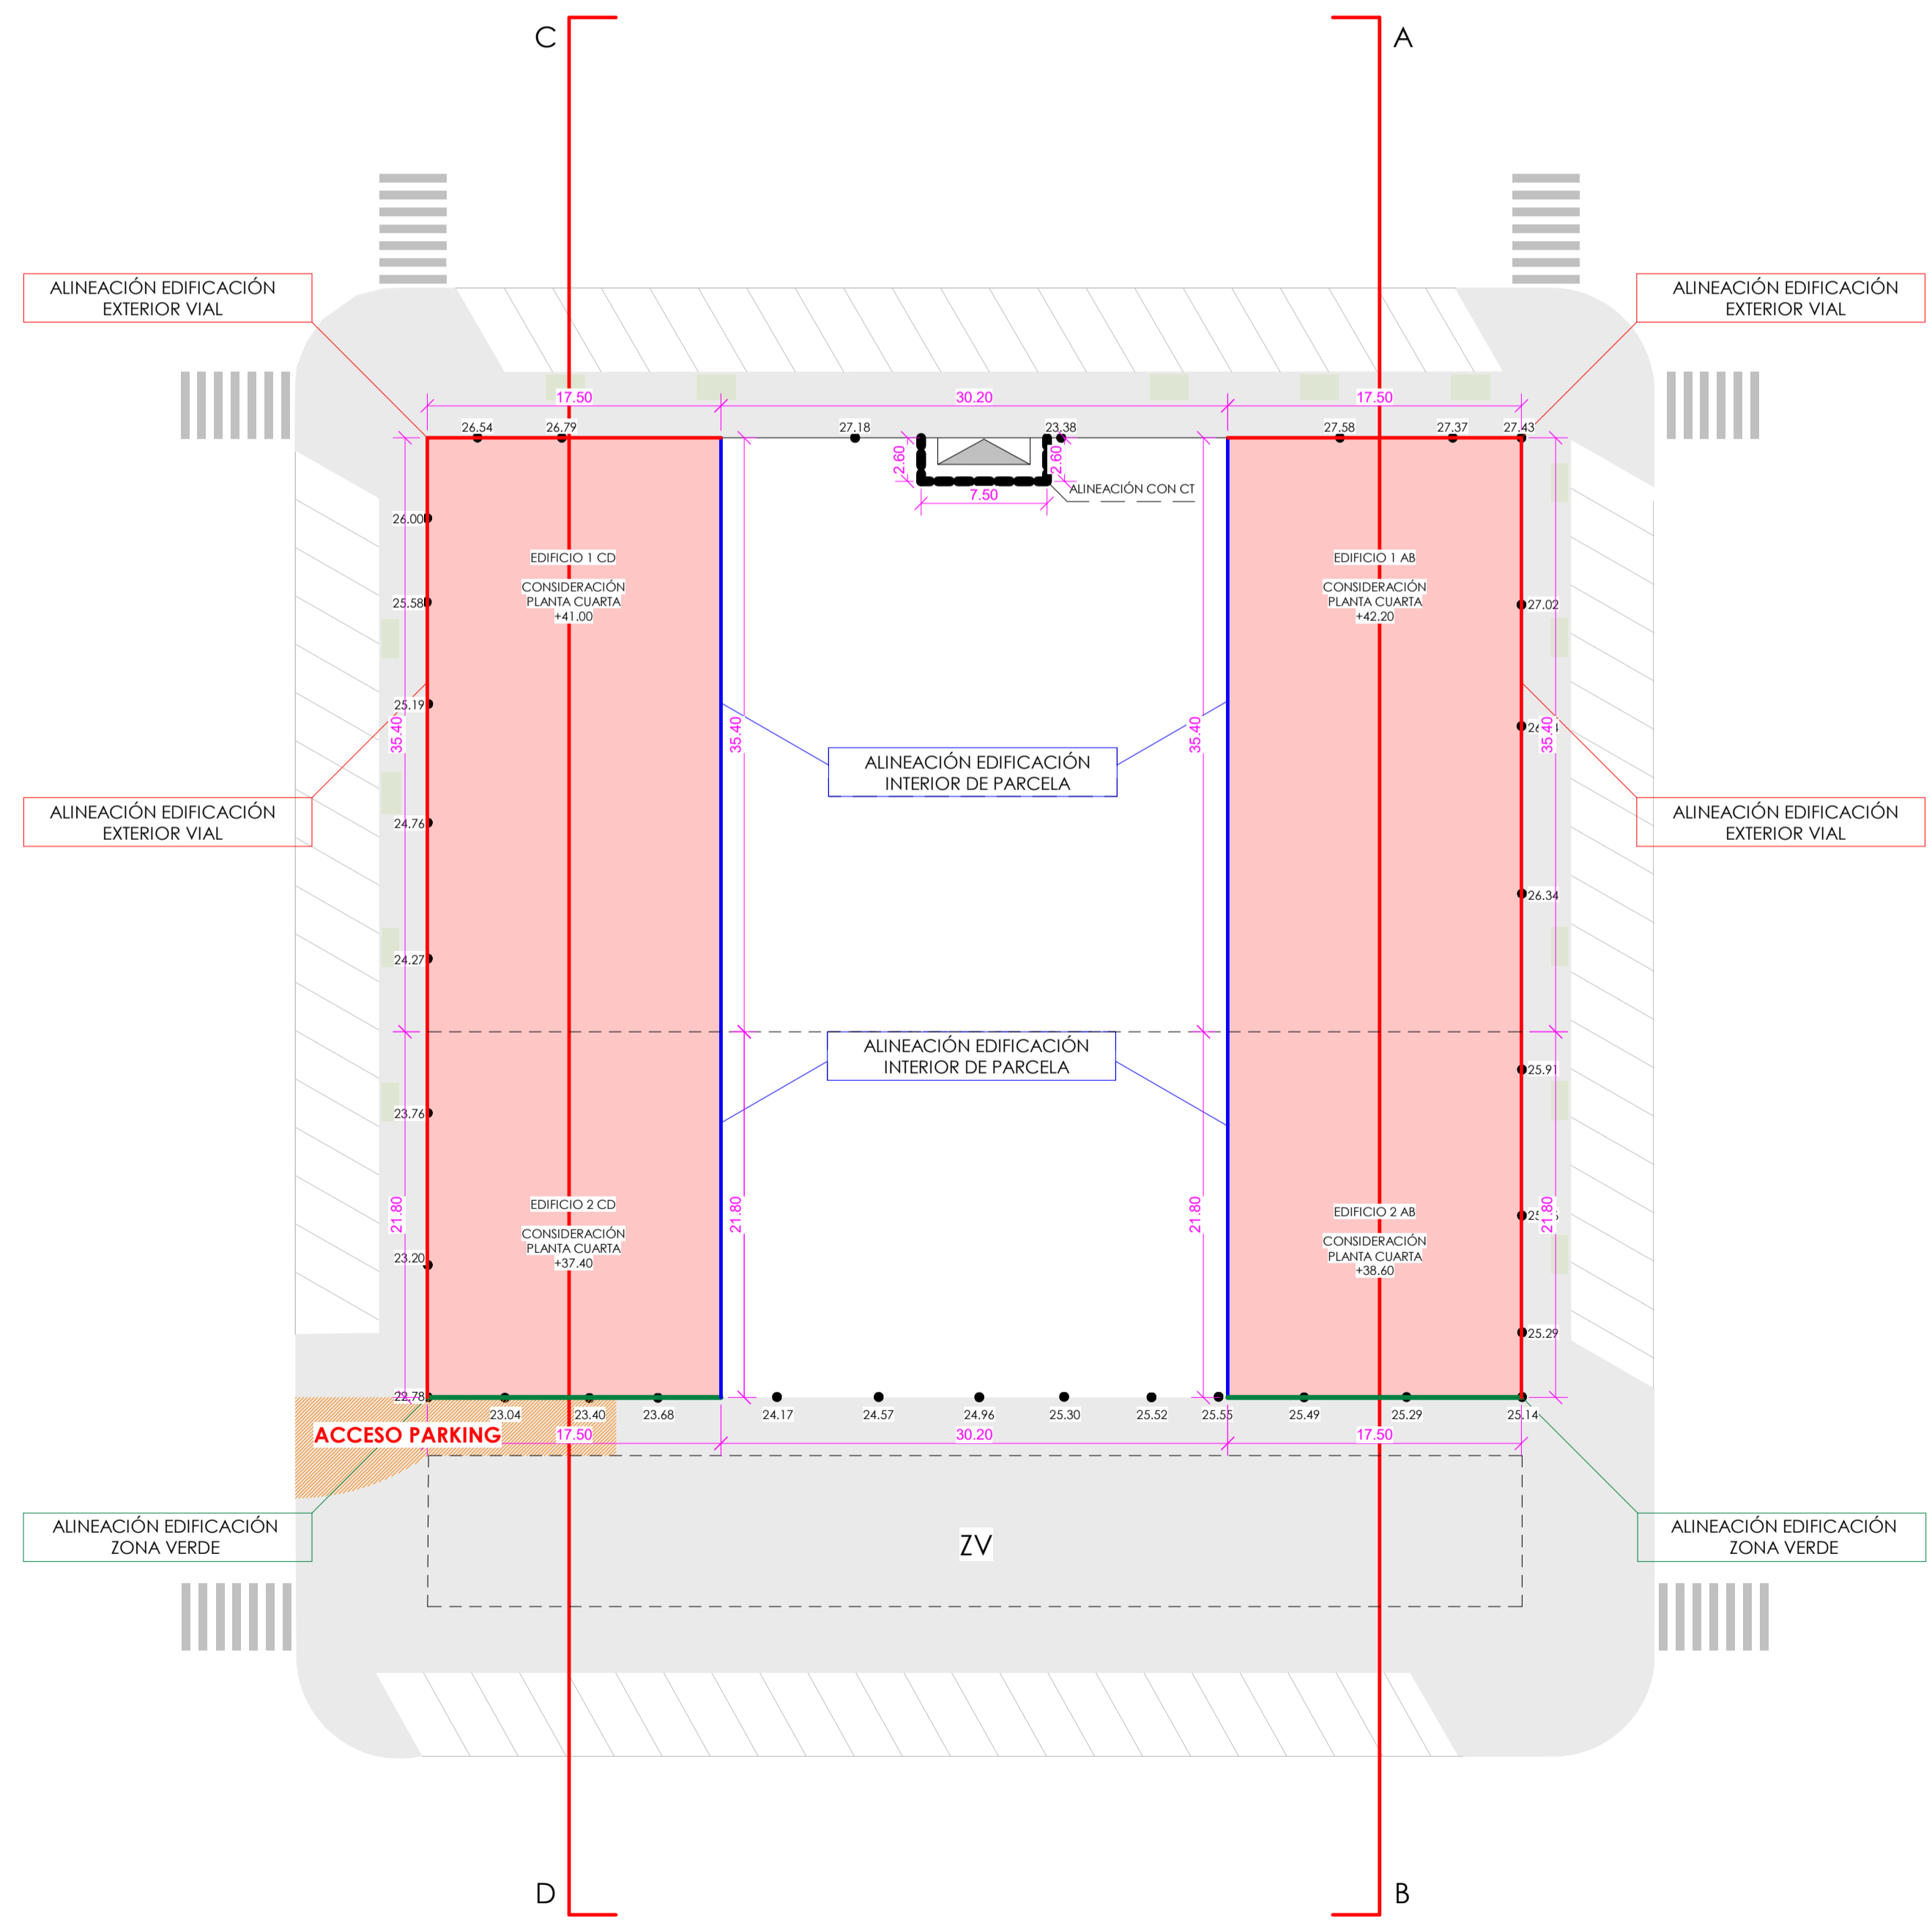 C
A
ALINEACIÓN EDIFICACIÓN
EXTERIOR VIAL
ALINEACIÓN EDIFICACIÓN
EXTERIOR VIAL
17.50
30.20
17.50
26.54
26.79
27.18
23.38
27.58
27.37
27.43
2.60
2.60
7.50
ALINEACIÓN CON CT
26.00
EDIFICIO 1 CD
CONSIDERACIÓN
PLANTA CUARTA
+41.00
EDIFICIO 1 AB
CONSIDERACIÓN
PLANTA CUARTA
+42.20
25.58
27.02
25.19
35.40
35.40
35.40
35.40
ALINEACIÓN EDIFICACIÓN
INTERIOR DE PARCELA
ALINEACIÓN EDIFICACIÓN
EXTERIOR VIAL
ALINEACIÓN EDIFICACIÓN
EXTERIOR VIAL
24.76
26.34
24.27
ALINEACIÓN EDIFICACIÓN
INTERIOR DE PARCELA
25.91
23.76
21.80
21.80
21.80
21.80
EDIFICIO 2 CD
CONSIDERACIÓN
PLANTA CUARTA
+37.40
EDIFICIO 2 AB
CONSIDERACIÓN
PLANTA CUARTA
+38.60
23.20
25.29
22.78
23.04
23.40
23.68
24.17
24.57
24.96
25.30
25.52
25.55
25.49
25.29
25.14
ACCESO PARKING
17.50
30.20
17.50
ALINEACIÓN EDIFICACIÓN
ZONA VERDE
ZV
ALINEACIÓN EDIFICACIÓN
ZONA VERDE
D
B